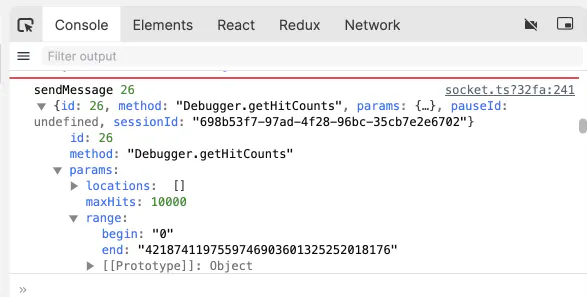 Console Elements React Redux Network
Filter output
sendMessage 26 socket.ts?32fa:241
{id: 26, method: "Debugger.getHitCounts", params: {…}, pauseId:
undefined, sessionId: "698b53f7-97ad-4f28-96bc-35cb7e2e6702"}
id: 26
method: "Debugger.getHitCounts"
params:
locations: []
maxHits: 10000
range:
begin: "0"
end: "42187411975597469036013252520181​76"
[[Prototype]]: Object
»